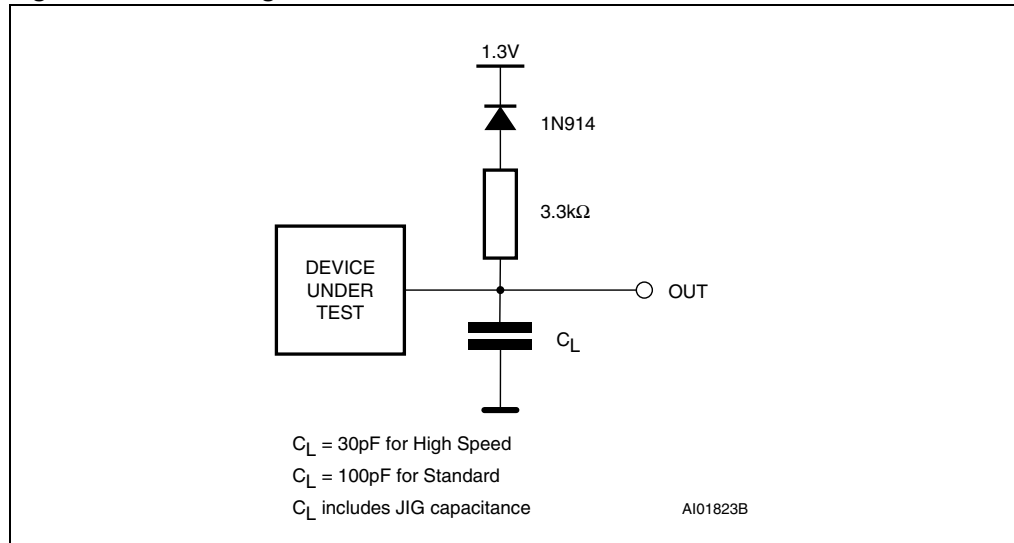 1.3V
1N914
3.3kΩ
DEVICE
UNDER
TEST
OUT
CL
CL = 30pF for High Speed
CL = 100pF for Standard
CL includes JIG capacitance
AI01823B